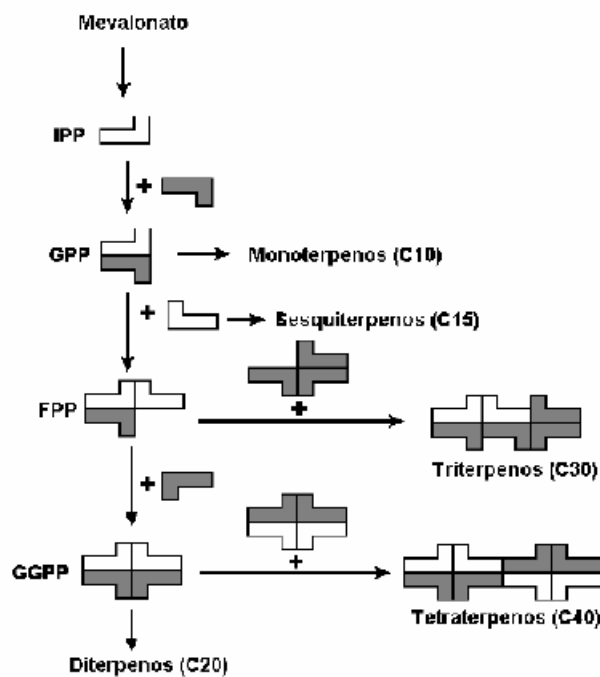 Mevalonato
IPP
+
GPP
Monoterpenos (C10)
+
Sesquiterpenos (C15)
FPP
+
Triterpenos (C30)
+
GGPP
+
Tetraterpenos (C40)
Diterpenos (C20)